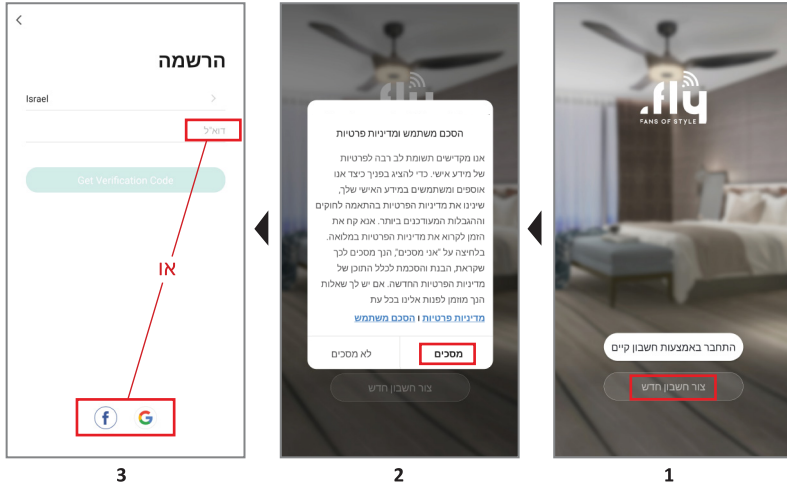 .fly
FANS OF STYLE
התחבר באמצעות חשבון קיים
צור חשבון חדש
1
הסכם משתמש ומדיניות פרטיות
אנו מקדישים תשומת לב רבה לפרטיות
של מידע אישי. כדי להציג בפניך כיצד אנו
אוספים ומשתמשים במידע האישי שלך,
שינינו את מדיניות הפרטיות בהתאמה לחוקים
וההגבלות המעודכנים ביותר. אנא קח את
הזמן לקרוא את מדיניות הפרטיות במלואה.
בלחיצה על "אני מסכים", הנך מסכים לכך
שקראת, הבנת והסכמת לכלל התוכן של
מדיניות הפרטיות החדשה. אם יש לך שאלות
הנך מוזמן לפנות אלינו בכל עת
מדיניות פרטיות ו הסכם משתמש
מסכים
לא מסכים
צור חשבון חדש
2
הרשמה
Israel
דוא"ל
Get Verification Code
או
f G
3